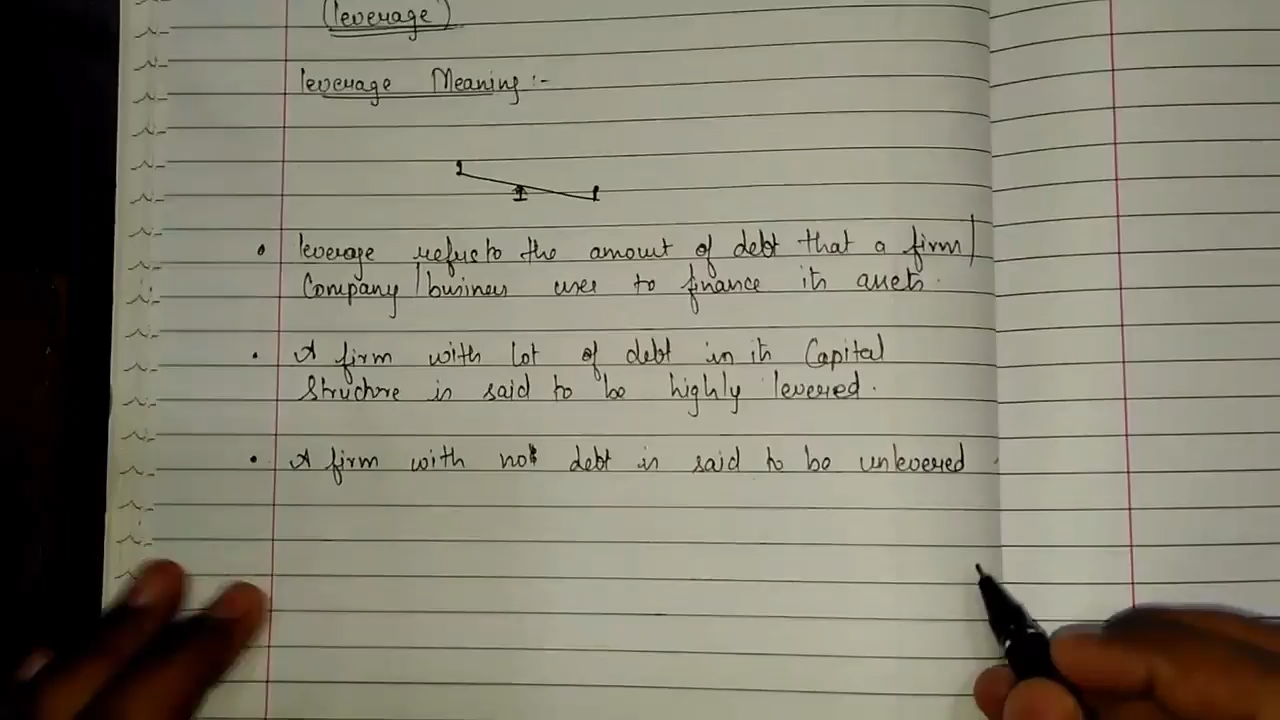 (leverage)
leverage Meaning :-
• leverage refers to the amount of debt that a firm/
Company/business uses to finance its assets.
• A firm with lot of debt in its Capital
Structure is said to be highly levered.
• A firm with no debt is said to be unlevered.